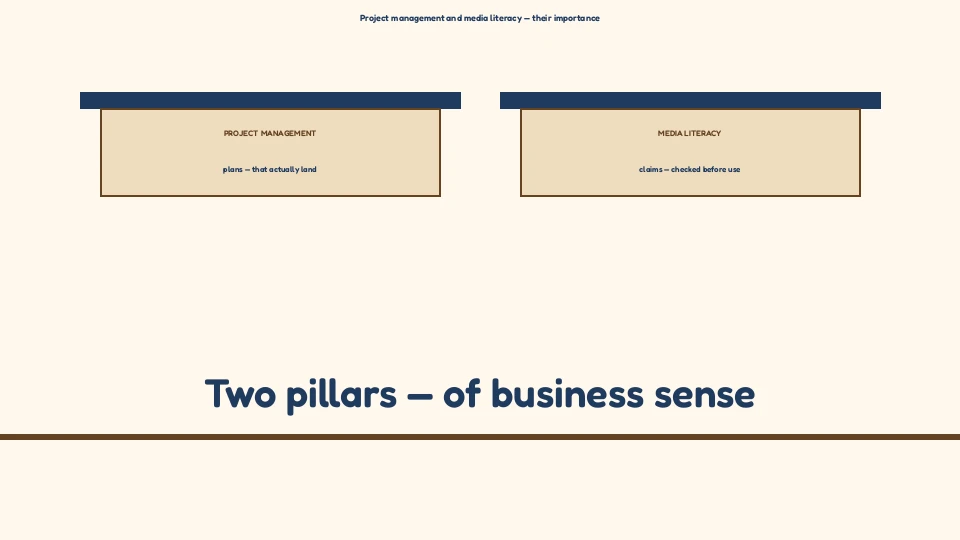 Project management and media literacy — their importance
PROJECT MANAGEMENT
plans — that actually land
MEDIA LITERACY
claims — checked before use
Two pillars — of business sense